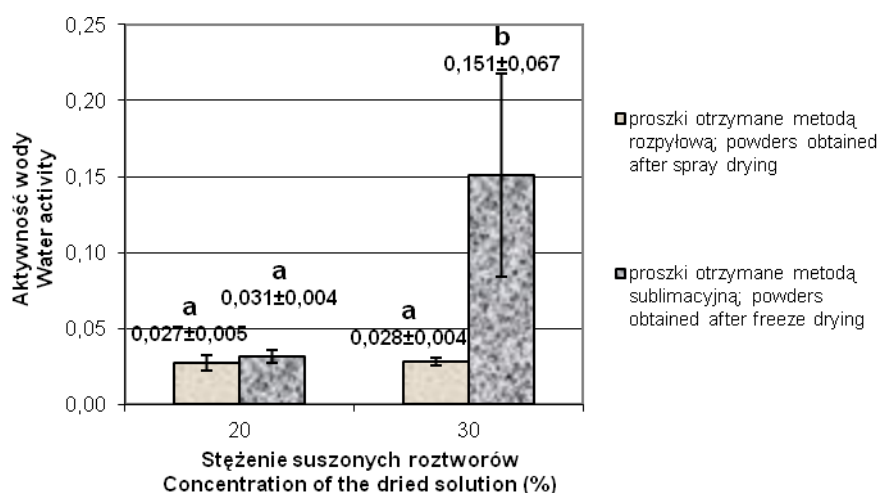 Aktywność wody
Water activity
0,25
0,20
0,15
0,10
0,05
0,00
a
0,027±0,005
a
0,031±0,004
a
0,028±0,004
b
0,151±0,067
20
30
Stężenie suszonych roztworów
Concentration of the dried solution (%)
proszki otrzymane metodą
rozpyłową; powders obtained
after spray drying
proszki otrzymane metodą
sublimacyjną; powders
obtained after freeze drying